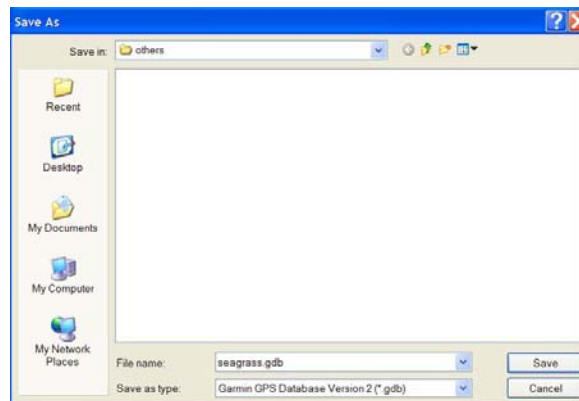 Save As
Save in: others
Recent
Desktop
My Documents
My Computer
My Network
Places
File name: seagrass.gdb Save
Save as type: Garmin GPS Database Version 2 (*.gdb) Cancel